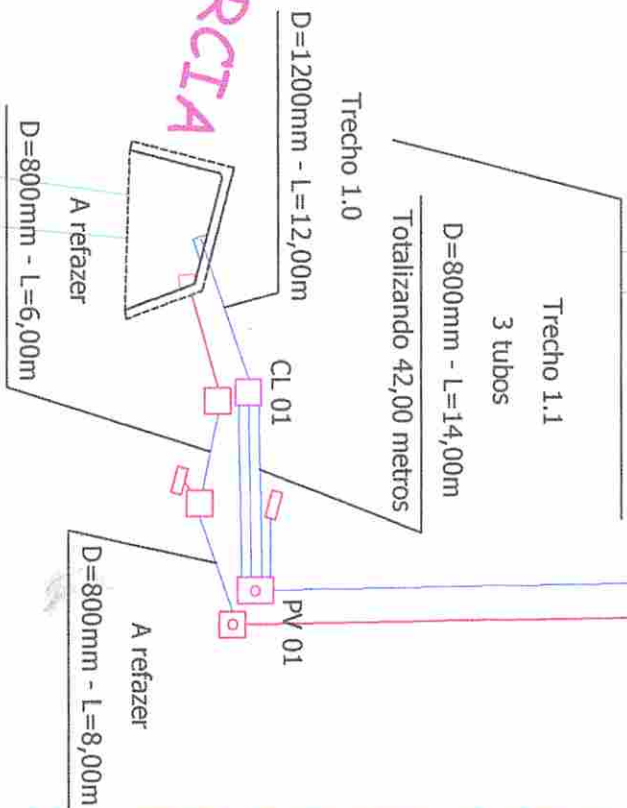 RCIA
Trecho 1.1
3 tubos
D=800mm - L=14,00m
Totalizando 42,00 metros
Trecho 1.0
D=1200mm - L=12,00m
CL 01
PV 01
A refazer
D=800mm - L=6,00m
A refazer
D=800mm - L=8,00m